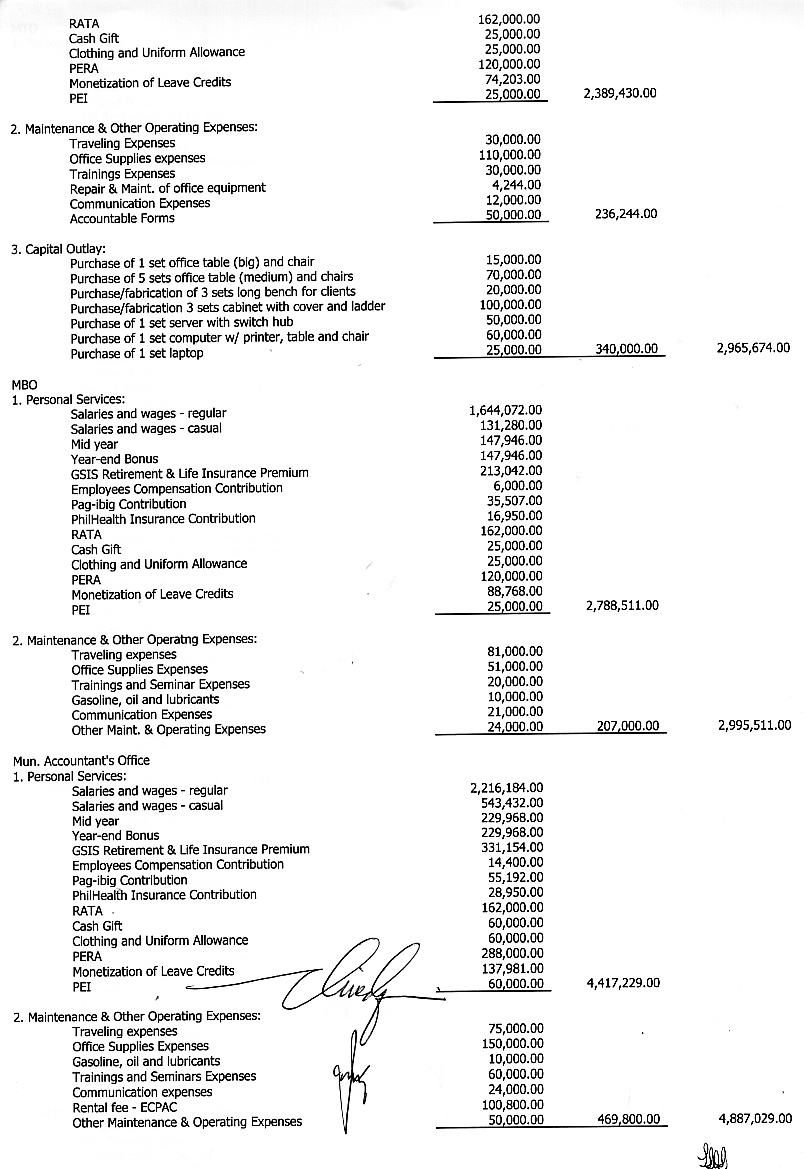 RATA 162,000.00
Cash Gift 25,000.00
Clothing and Uniform Allowance 25,000.00
PERA 120,000.00
Monetization of Leave Credits 74,203.00
PEI 25,000.00 2,389,430.00
2. Maintenance & Other Operating Expenses:
Traveling Expenses 30,000.00
Office Supplies expenses 110,000.00
Trainings Expenses 30,000.00
Repair & Maint. of office equipment 4,244.00
Communication Expenses 12,000.00
Accountable Forms 50,000.00 236,244.00
3. Capital Outlay:
Purchase of 1 set office table (big) and chair 15,000.00
Purchase of 5 sets office table (medium) and chairs 70,000.00
Purchase/fabrication of 3 sets long bench for clients 20,000.00
Purchase/fabrication 3 sets cabinet with cover and ladder 100,000.00
Purchase of 1 set server with switch hub 50,000.00
Purchase of 1 set computer w/ printer, table and chair 60,000.00
Purchase of 1 set laptop 25,000.00 340,000.00 2,965,674.00
MBO
1. Personal Services:
Salaries and wages - regular 1,644,072.00
Salaries and wages - casual 131,280.00
Mid year 147,946.00
Year-end Bonus 147,946.00
GSIS Retirement & Life Insurance Premium 213,042.00
Employees Compensation Contribution 6,000.00
Pag-ibig Contribution 35,507.00
PhilHealth Insurance Contribution 16,950.00
RATA 162,000.00
Cash Gift 25,000.00
Clothing and Uniform Allowance 25,000.00
PERA 120,000.00
Monetization of Leave Credits 88,768.00
PEI 25,000.00 2,788,511.00
2. Maintenance & Other Operatng Expenses:
Traveling expenses 81,000.00
Office Supplies Expenses 51,000.00
Trainings and Seminar Expenses 20,000.00
Gasoline, oil and lubricants 10,000.00
Communication Expenses 21,000.00
Other Maint. & Operating Expenses 24,000.00 207,000.00 2,995,511.00
Mun. Accountant's Office
1. Personal Services:
Salaries and wages - regular 2,216,184.00
Salaries and wages - casual 543,432.00
Mid year 229,968.00
Year-end Bonus 229,968.00
GSIS Retirement & Life Insurance Premium 331,154.00
Employees Compensation Contribution 14,400.00
Pag-ibig Contribution 55,192.00
PhilHealth Insurance Contribution 28,950.00
RATA 162,000.00
Cash Gift 60,000.00
Clothing and Uniform Allowance 60,000.00
PERA 288,000.00
Monetization of Leave Credits 137,981.00
PEI 60,000.00 4,417,229.00
2. Maintenance & Other Operating Expenses:
Traveling expenses 75,000.00
Office Supplies Expenses 150,000.00
Gasoline, oil and lubricants 10,000.00
Trainings and Seminars Expenses 60,000.00
Communication expenses 24,000.00
Rental fee - ECPAC 100,800.00
Other Maintenance & Operating Expenses 50,000.00 469,800.00 4,887,029.00